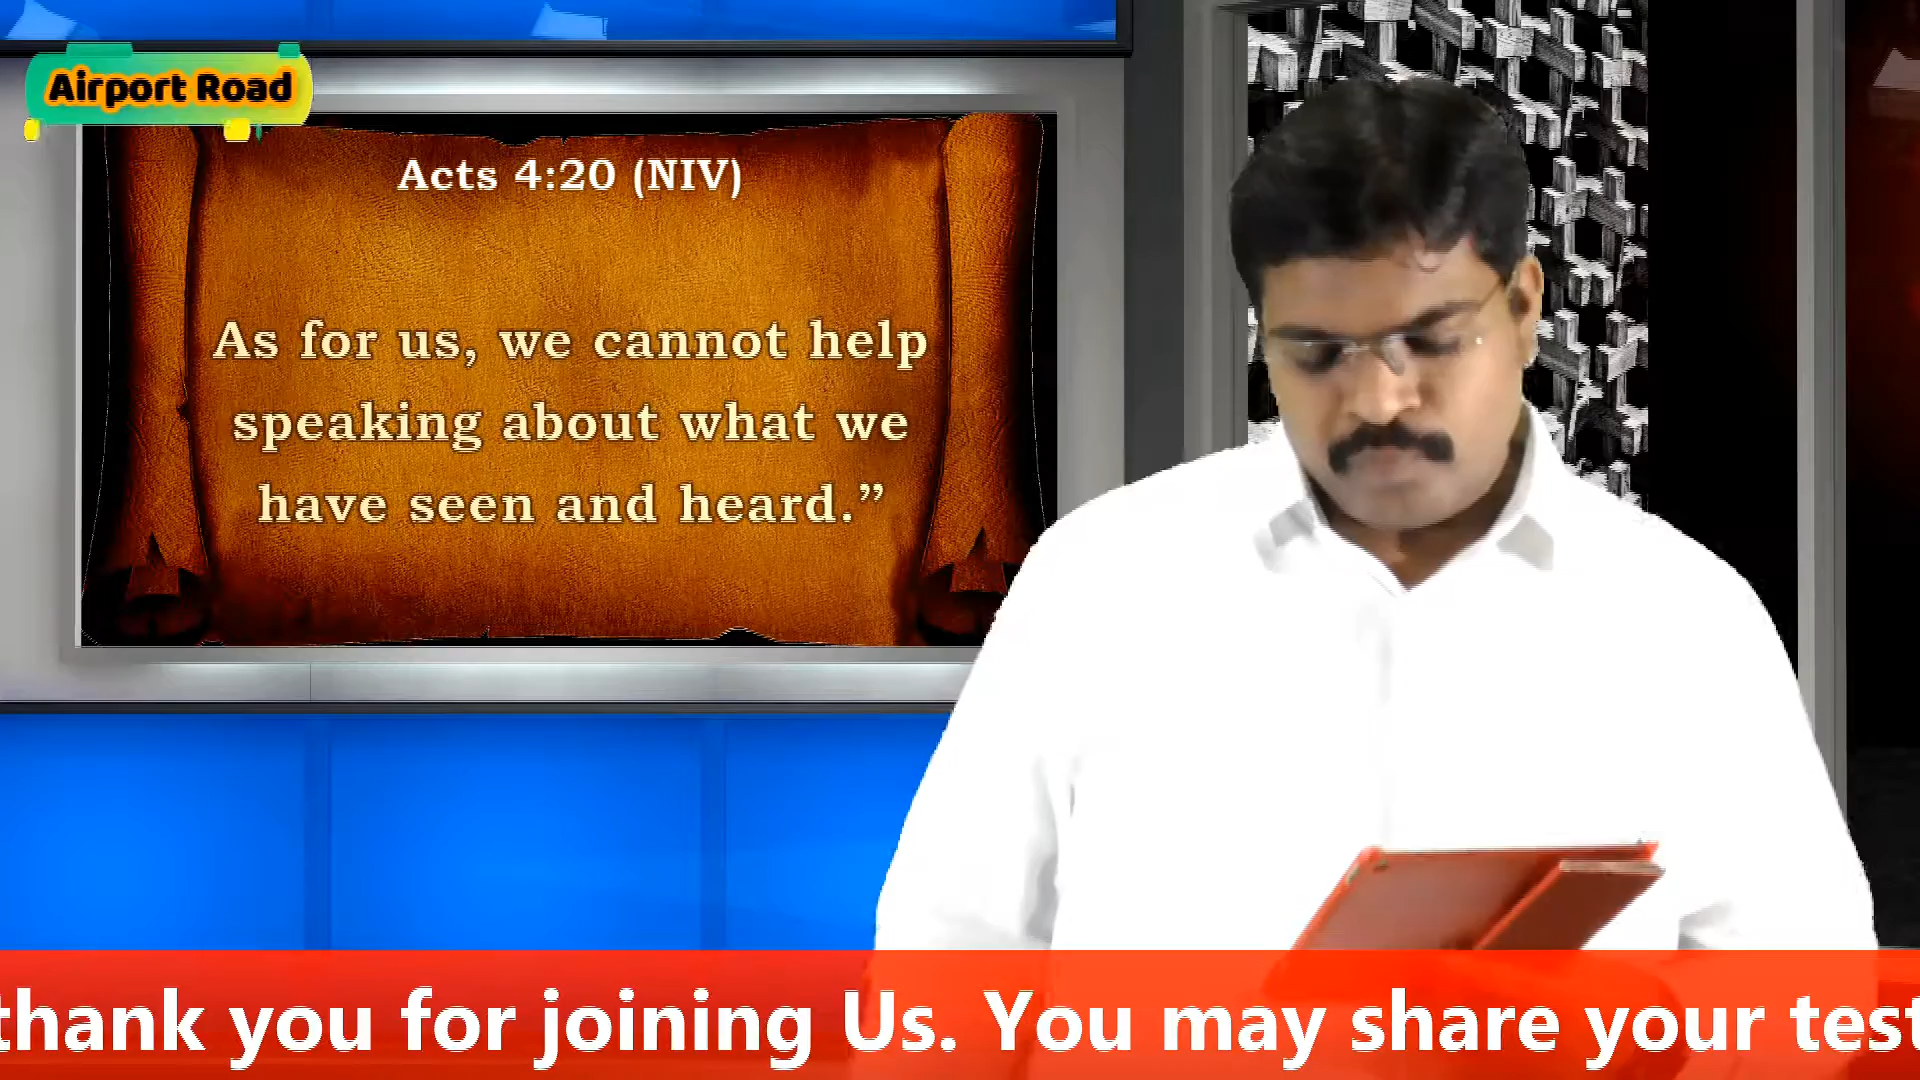 Airport Road
Acts 4:20 (NIV)
As for us, we cannot help
speaking about what we
have seen and heard.”
thank you for joining Us. You may share your test